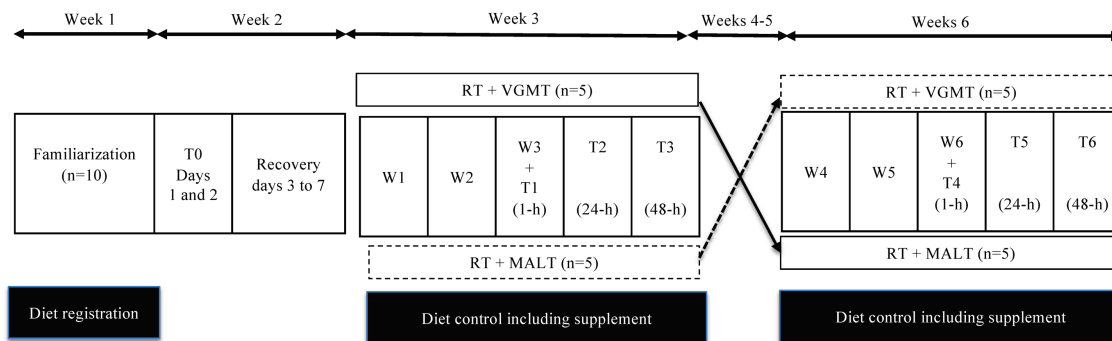 Week 1
Week 2
Week 3
Weeks 4-5
Weeks 6
RT + VGMT (n=5)
RT + VGMT (n=5)
Familiarization
(n=10)
T0
Days
1 and 2
Recovery
days 3 to 7
W1
W2
W3
+
T1
(1-h)
T2
(24-h)
T3
(48-h)
W4
W5
W6
+
T4
(1-h)
T5
(24-h)
T6
(48-h)
RT + MALT (n=5)
RT + MALT (n=5)
Diet registration
Diet control including supplement
Diet control including supplement